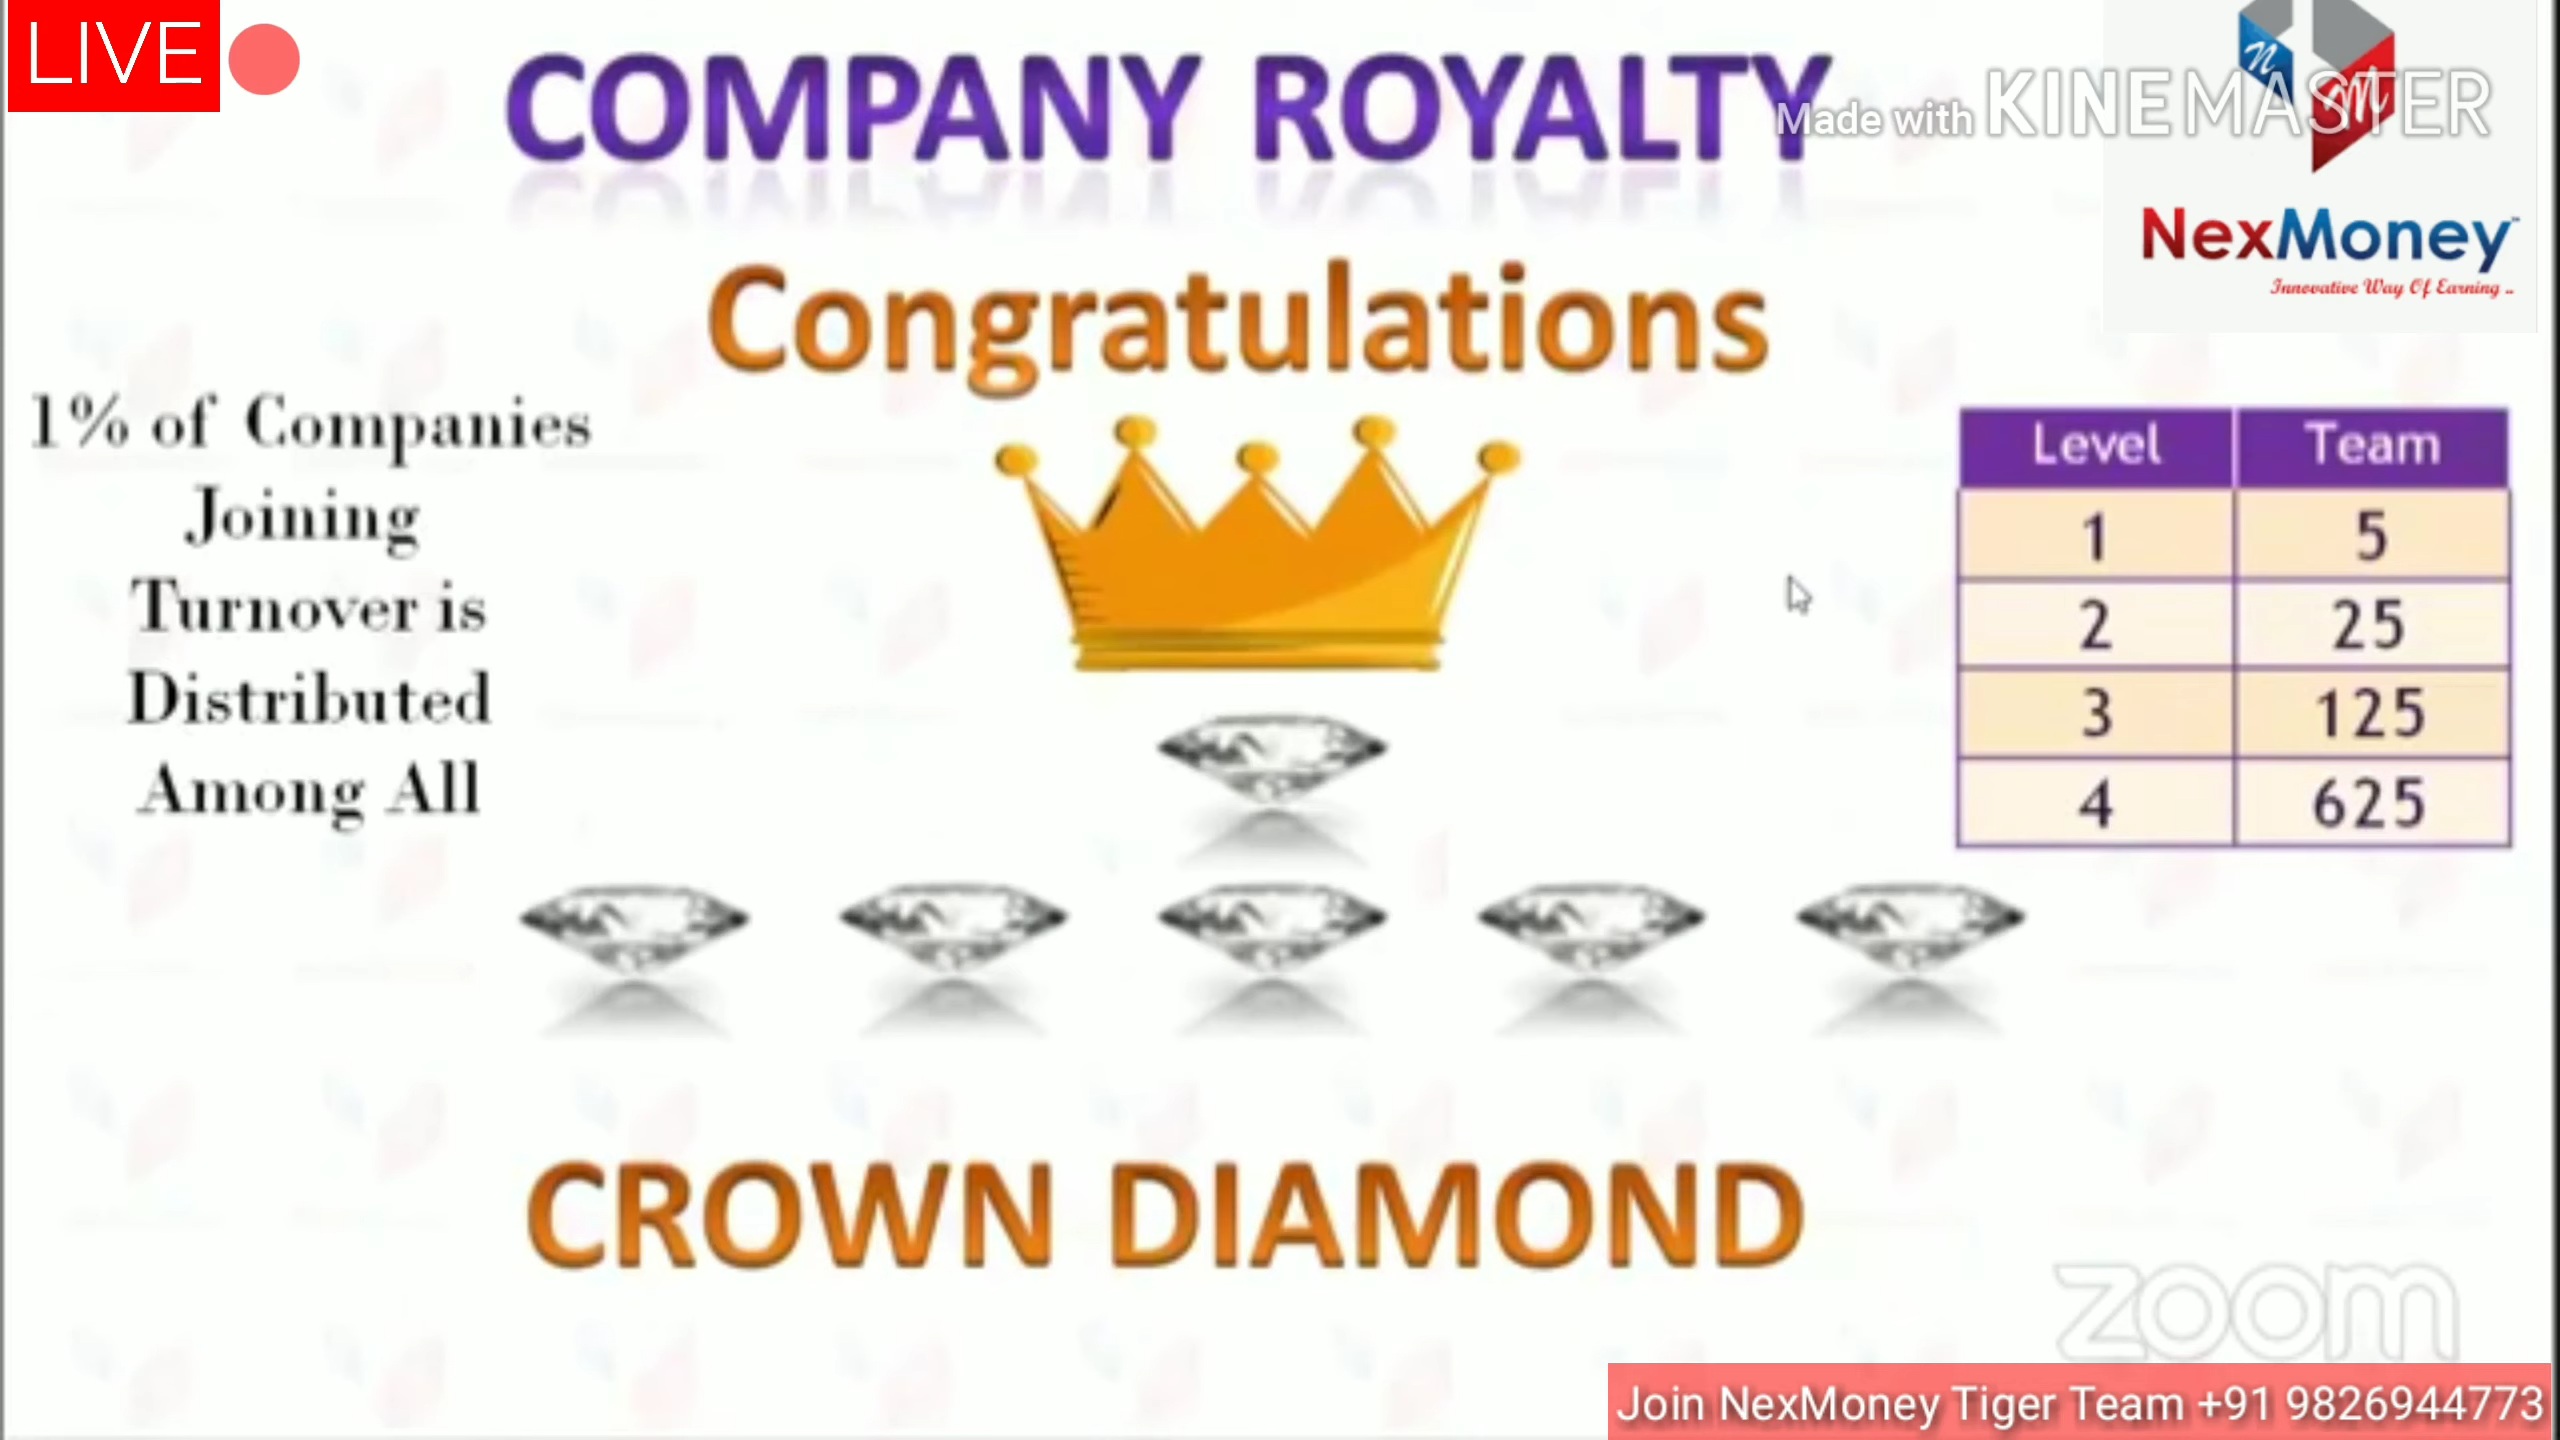 LIVE
COMPANY ROYALTY
Made with KINEMASTER
n
m
NexMoney
Innovative Way Of Earning ..
Congratulations
1% of Companies
Joining
Turnover is
Distributed
Among All
Level Team
1 5
2 25
3 125
4 625
CROWN DIAMOND
zoom
Join NexMoney Tiger Team +91 9826944773